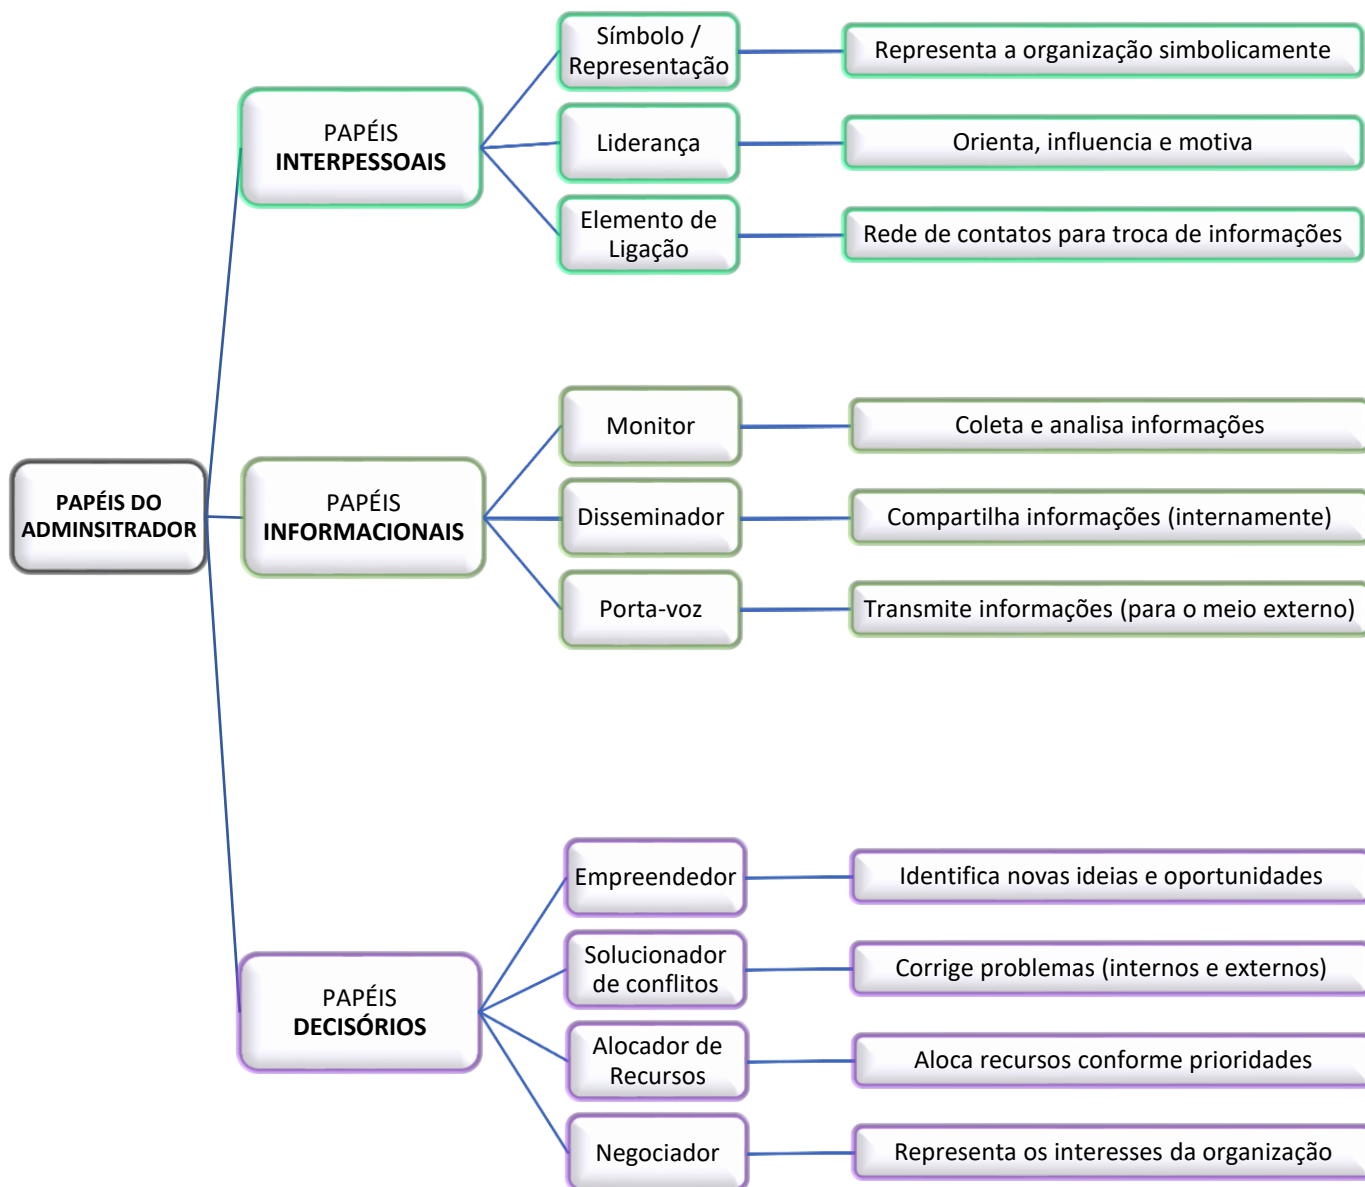 PAPÉIS DO
ADMINSITRADOR
PAPÉIS
INTERPESSOAIS
Símbolo /
Representação
Representa a organização simbolicamente
Liderança
Orienta, influencia e motiva
Elemento de
Ligação
Rede de contatos para troca de informações
PAPÉIS
INFORMACIONAIS
Monitor
Coleta e analisa informações
Disseminador
Compartilha informações (internamente)
Porta-voz
Transmite informações (para o meio externo)
PAPÉIS
DECISÓRIOS
Empreendedor
Identifica novas ideias e oportunidades
Solucionador
de conflitos
Corrige problemas (internos e externos)
Alocador de
Recursos
Aloca recursos conforme prioridades
Negociador
Representa os interesses da organização